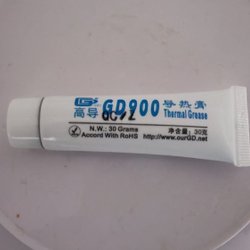 GD
高导 GD900 导热膏
Thermal Grease
N.W.: 30 Grams 净含量: 30克
Accord With RoHS http://www.ourGD.net